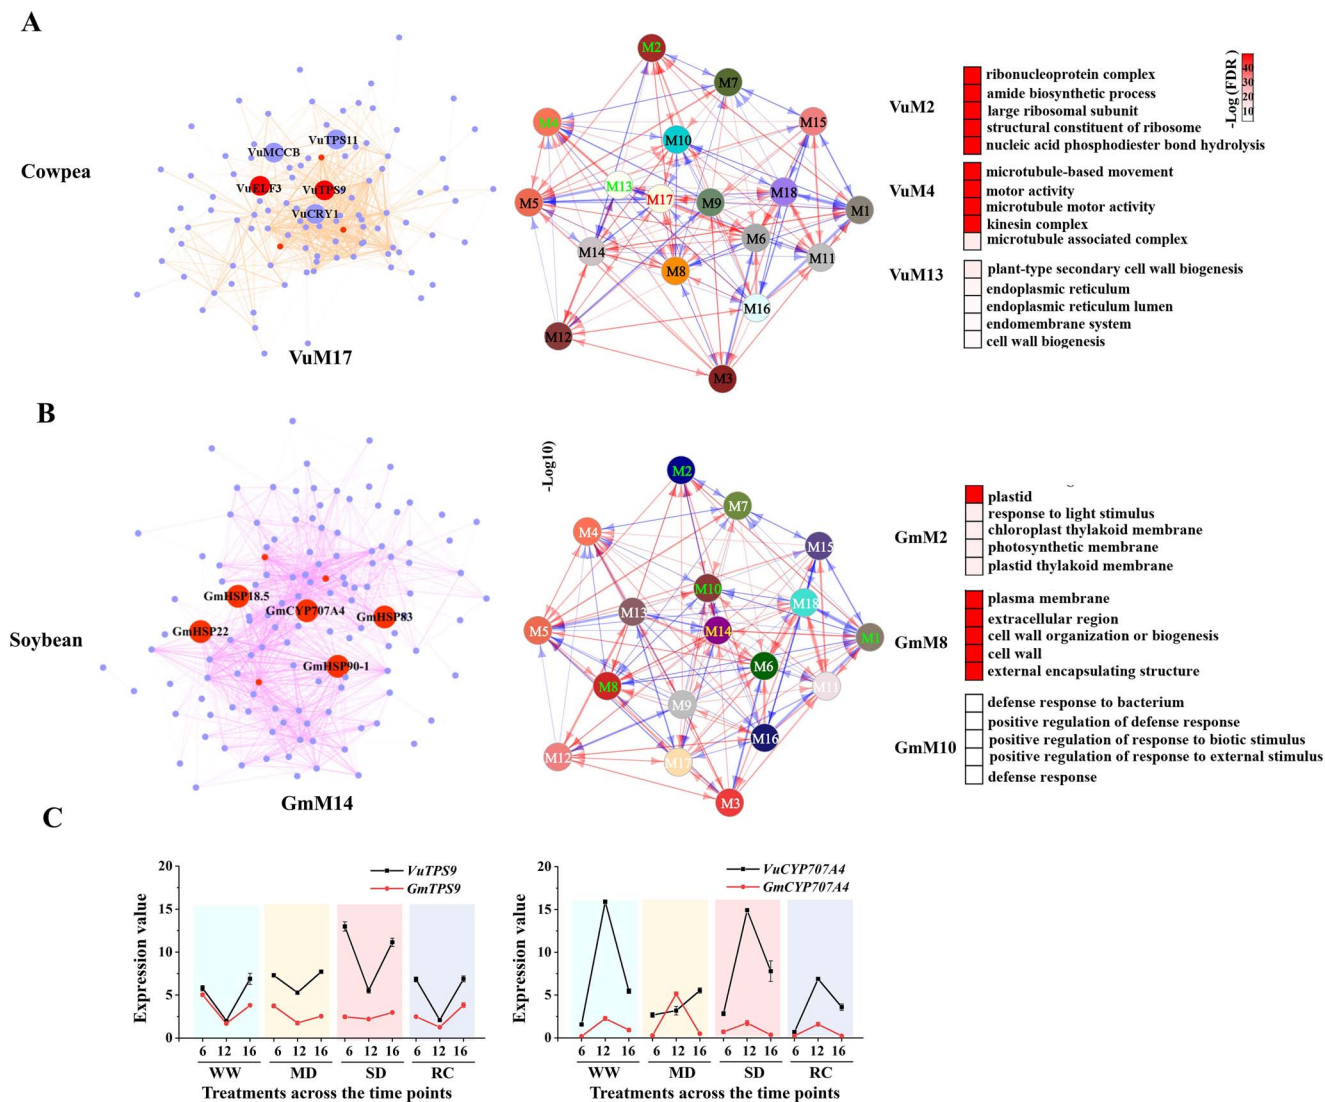 A
Cowpea
VuTPS11
VuMCCB
VuELF3
VuTPS9
VuCRY1
VuM17
M2
M7
M4
M15
M10
M13
M17
M9
M18
M5
M1
M6
M14
M11
M8
M16
M12
M3
-Log(FDR)
40
30
20
10
VuM2
ribonucleoprotein complex
amide biosynthetic process
large ribosomal subunit
structural constituent of ribosome
nucleic acid phosphodiester bond hydrolysis
VuM4
microtubule-based movement
motor activity
microtubule motor activity
kinesin complex
microtubule associated complex
VuM13
plant-type secondary cell wall biogenesis
endoplasmic reticulum
endoplasmic reticulum lumen
endomembrane system
cell wall biogenesis
B
Soybean
GmHSP18.5
GmCYP707A4
GmHSP83
GmHSP22
GmHSP90-1
GmM14
-Log10)
M2
M7
M4
M15
M10
M18
M13
M5
M14
M1
M6
M8
M11
M9
M16
M12
M17
M3
GmM2
plastid
response to light stimulus
chloroplast thylakoid membrane
photosynthetic membrane
plastid thylakoid membrane
GmM8
plasma membrane
extracellular region
cell wall organization or biogenesis
cell wall
external encapsulating structure
GmM10
defense response to bacterium
positive regulation of defense response
positive regulation of response to biotic stimulus
positive regulation of response to external stimulus
defense response
C
Expression value
20
15
10
5
0
VuTPS9
GmTPS9
6 12 16 6 12 16 6 12 16 6 12 16
WW MD SD RC
Treatments across the time points
Expression value
20
15
10
5
0
VuCYP707A4
GmCYP707A4
6 12 16 6 12 16 6 12 16 6 12 16
WW MD SD RC
Treatments across the time points